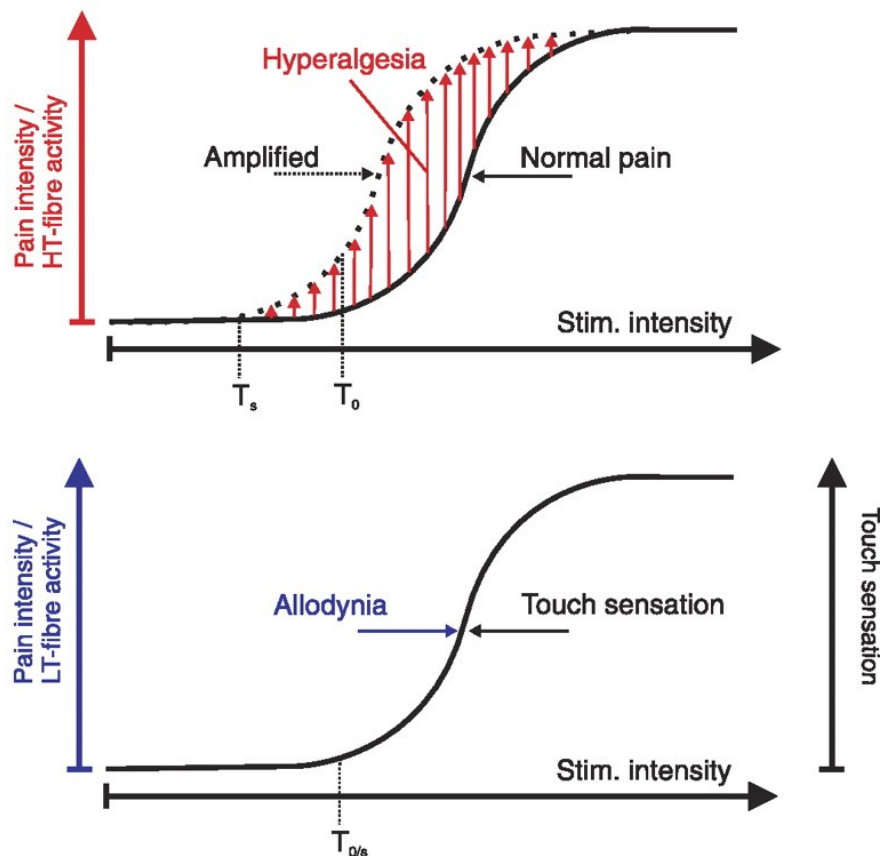 Pain intensity /
HT-fibre activity
Hyperalgesia
Amplified
Normal pain
Stim. intensity
Ts
T0
Pain intensity /
LT-fibre activity
Allodynia
Touch sensation
Touch sensation
Stim. intensity
T0/s